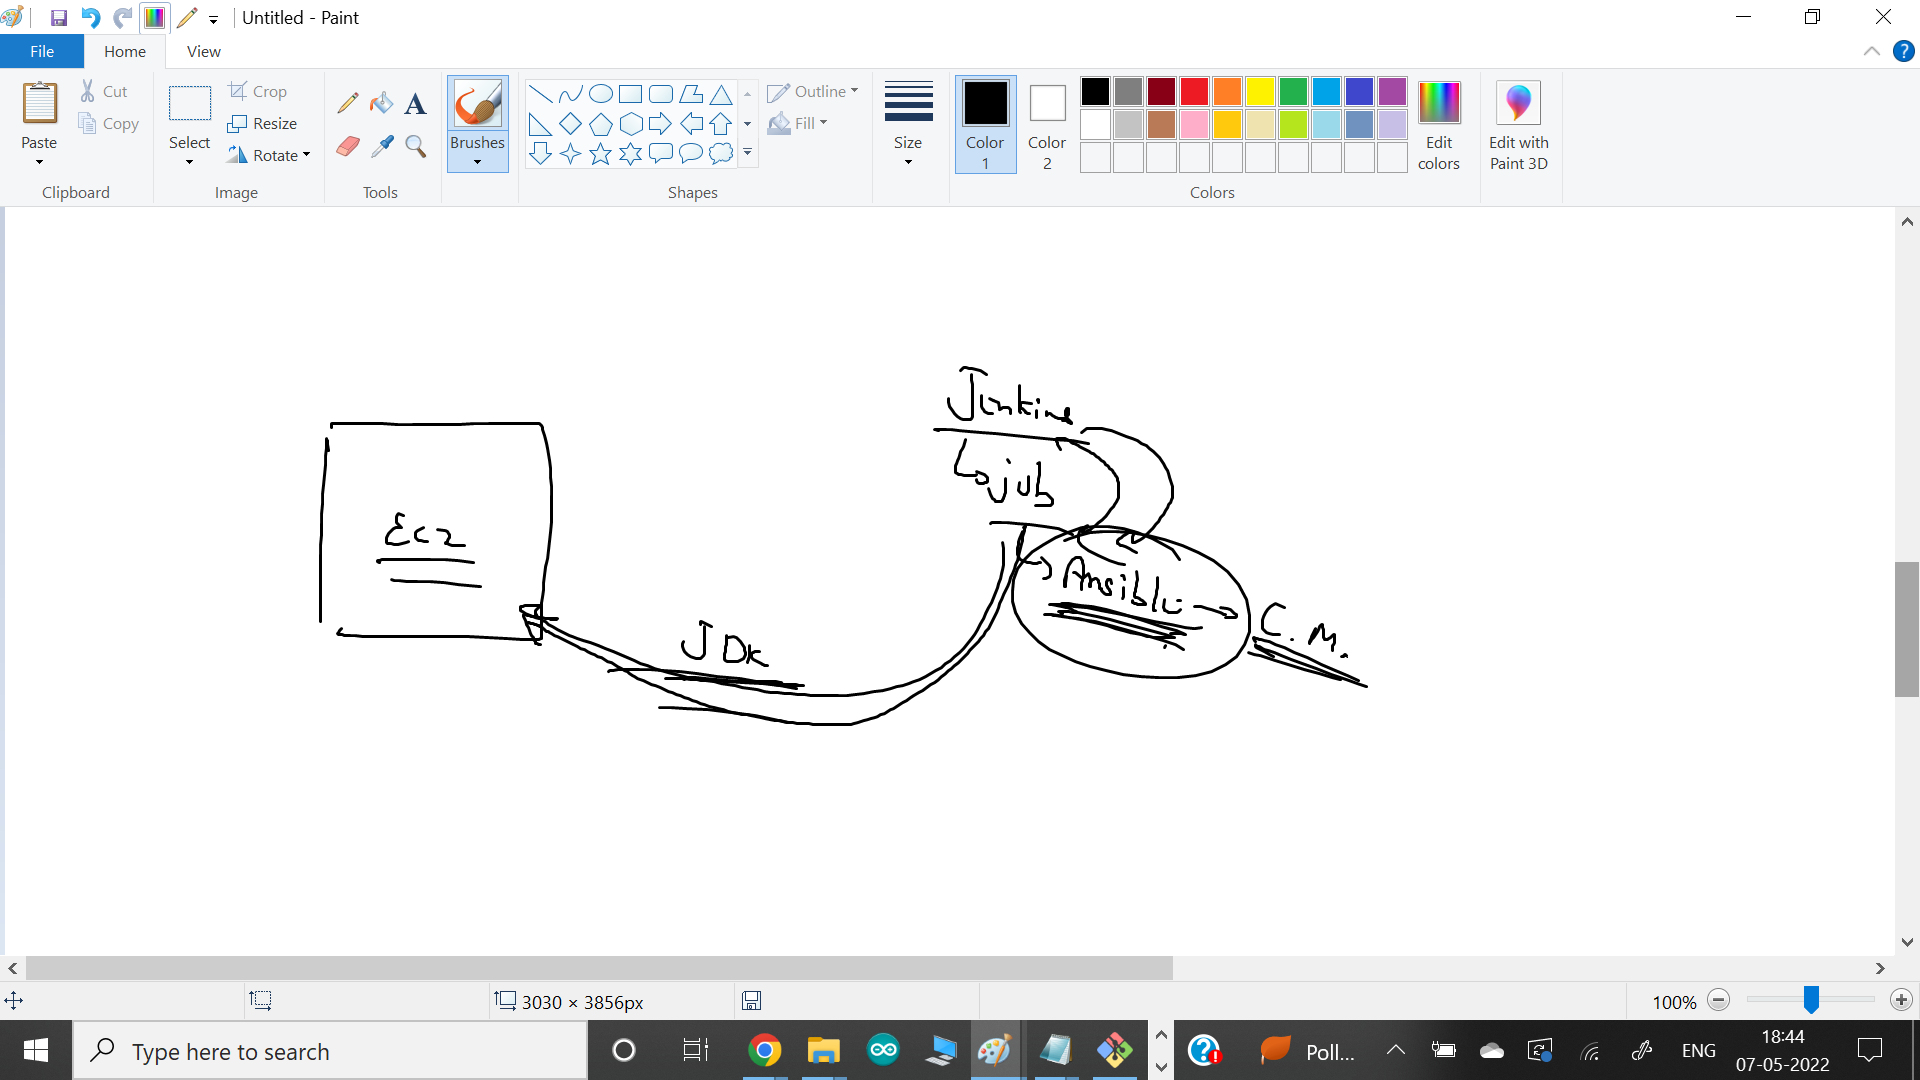 Untitled - Paint
File Home View
Paste
Cut
Copy
Clipboard
Select
Crop
Resize
Rotate
Image
Tools
Brushes
Shapes
Outline
Fill
Size
Color 1
Color 2
Colors
Edit colors
Edit with Paint 3D
Jenkins
job
EC2
Ansible
C.M.
JDK
3030 × 3856px
100%
Type here to search
Poll...
ENG
18:44
07-05-2022